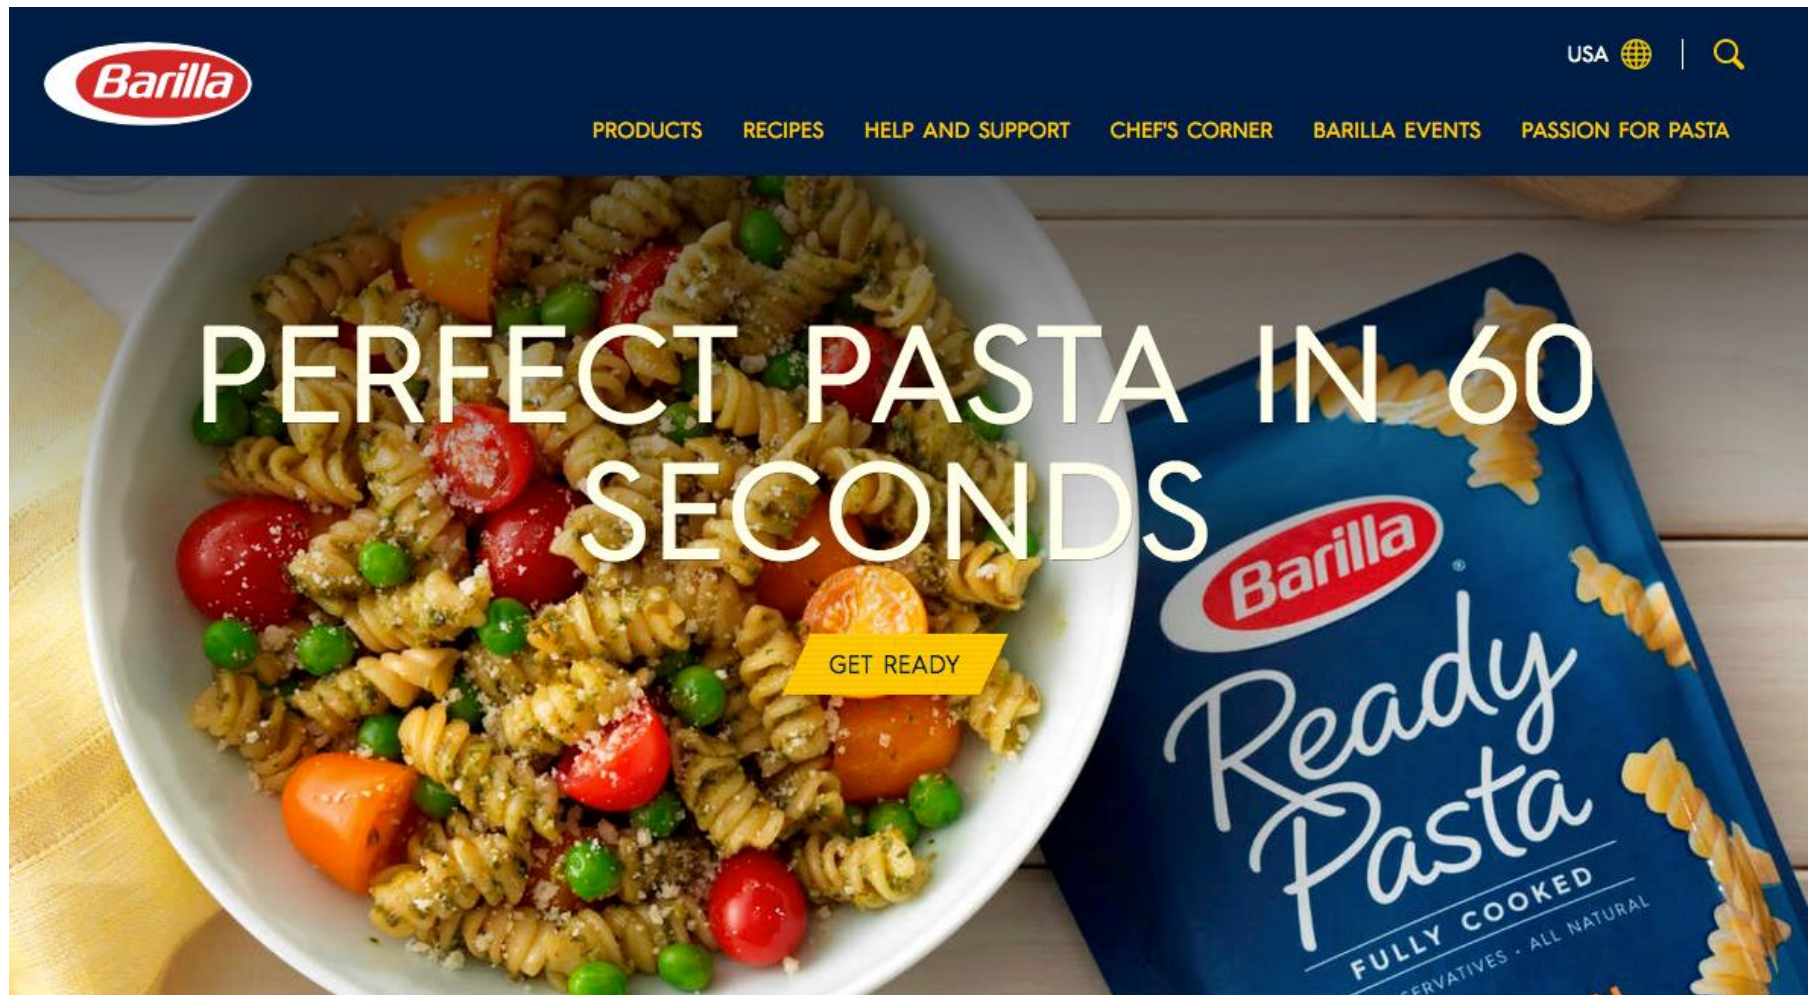 Barilla
USA
PRODUCTS RECIPES HELP AND SUPPORT CHEF'S CORNER BARILLA EVENTS PASSION FOR PASTA
PERFECT PASTA IN 60
SECONDS
GET READY
Barilla
®
Ready
Pasta
FULLY COOKED
· ALL NATURAL